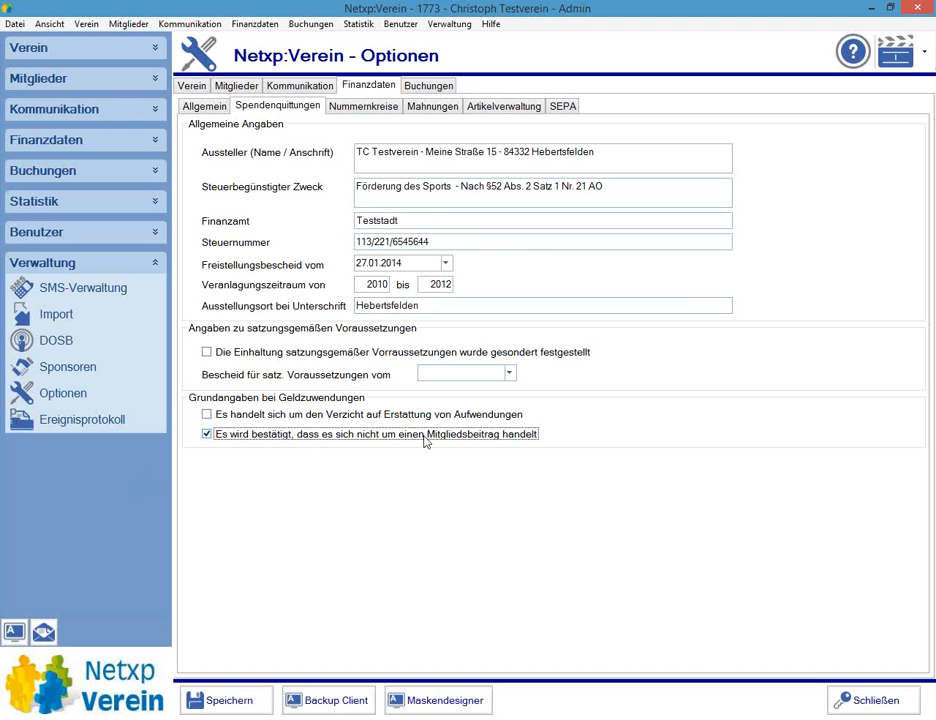 Netxp:Verein - 1773 - Christoph Testverein - Admin
Datei Ansicht Verein Mitglieder Kommunikation Finanzdaten Buchungen Statistik Benutzer Verwaltung Hilfe
Verein
Mitglieder
Kommunikation
Finanzdaten
Buchungen
Statistik
Benutzer
Verwaltung
SMS-Verwaltung
Import
DOSB
Sponsoren
Optionen
Ereignisprotokoll
Netxp
Verein
Netxp:Verein - Optionen
Verein Mitglieder Kommunikation Finanzdaten Buchungen
Allgemein Spendenquittungen Nummernkreise Mahnungen Artikelverwaltung SEPA
Allgemeine Angaben
Aussteller (Name / Anschrift) TC Testverein - Meine Straße 15 - 84332 Hebertsfelden
Steuerbegünstigter Zweck Förderung des Sports - Nach §52 Abs. 2 Satz 1 Nr. 21 AO
Finanzamt Teststadt
Steuernummer 113/221/6545644
Freistellungsbescheid vom 27.01.2014
Veranlagungszeitraum von 2010 bis 2012
Ausstellungsort bei Unterschrift Hebertsfelden
Angaben zu satzungsgemäßen Voraussetzungen
Die Einhaltung satzungsgemäßer Vorraussetzungen wurde gesondert festgestellt
Bescheid für satz. Voraussetzungen vom
Grundangaben bei Geldzuwendungen
Es handelt sich um den Verzicht auf Erstattung von Aufwendungen
Es wird bestätigt, dass es sich nicht um einen Mitgliedsbeitrag handelt
Speichern Backup Client Maskendesigner Schließen